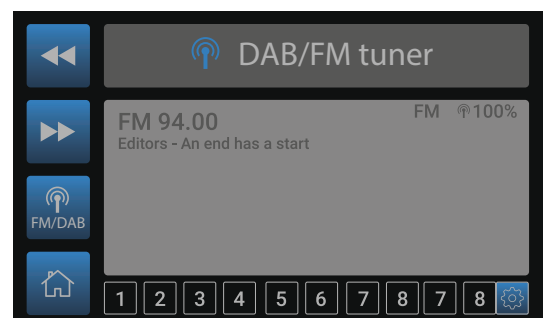 DAB/FM tuner
FM 94.00
FM 100%
Editors - An end has a start
FM/DAB
1 2 3 4 5 6 7 8 7 8